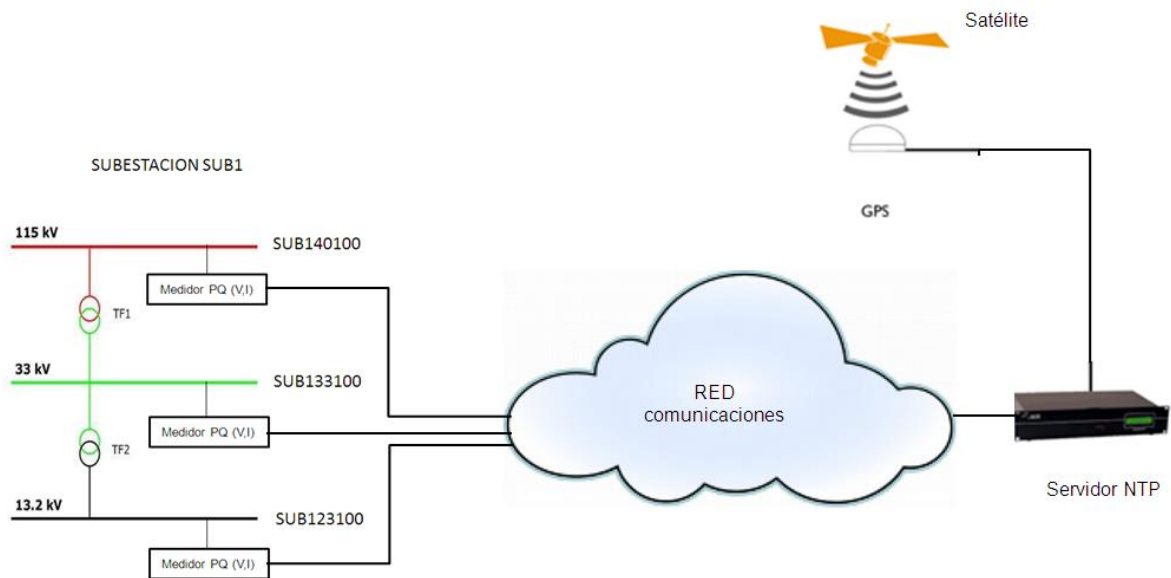 Satélite
SUBESTACION SUB1
GPS
115 kV
SUB140100
Medidor PQ (V,I)
TF1
33 kV
SUB133100
RED
comunicaciones
Medidor PQ (V,I)
TF2
Servidor NTP
13.2 kV
SUB123100
Medidor PQ (V,I)